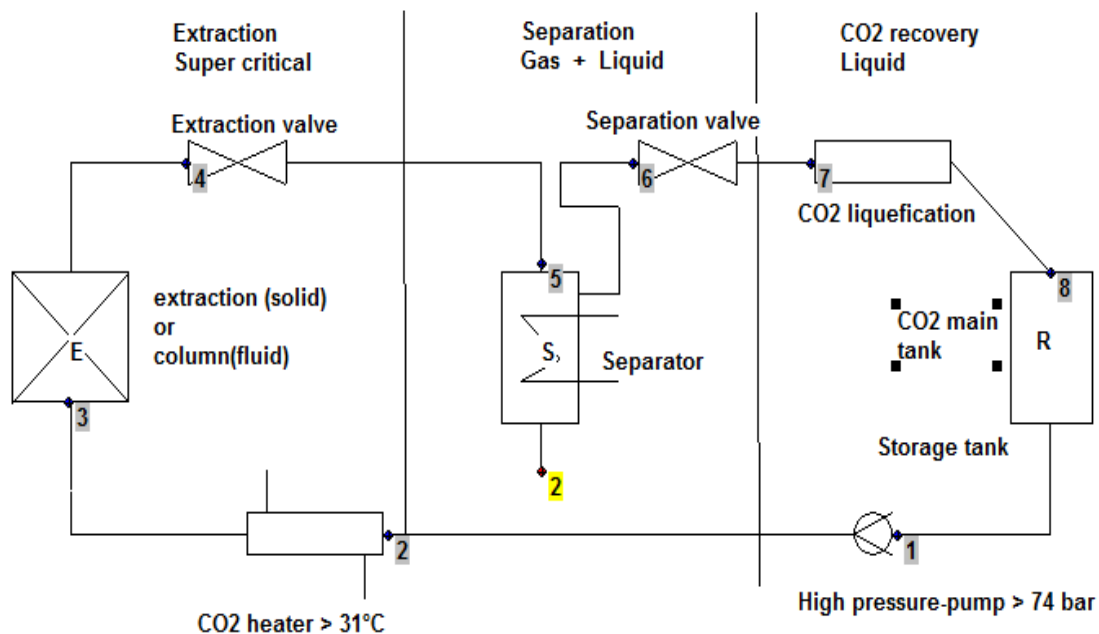 Extraction
Super critical
Separation
Gas + Liquid
CO2 recovery
Liquid
Extraction valve
Separation valve
4
6
7
CO2 liquefication
5
8
extraction (solid)
or
column(fluid)
E
S,
Separator
CO2 main
tank
R
3
Storage tank
2
2
1
CO2 heater > 31°C
High pressure-pump > 74 bar